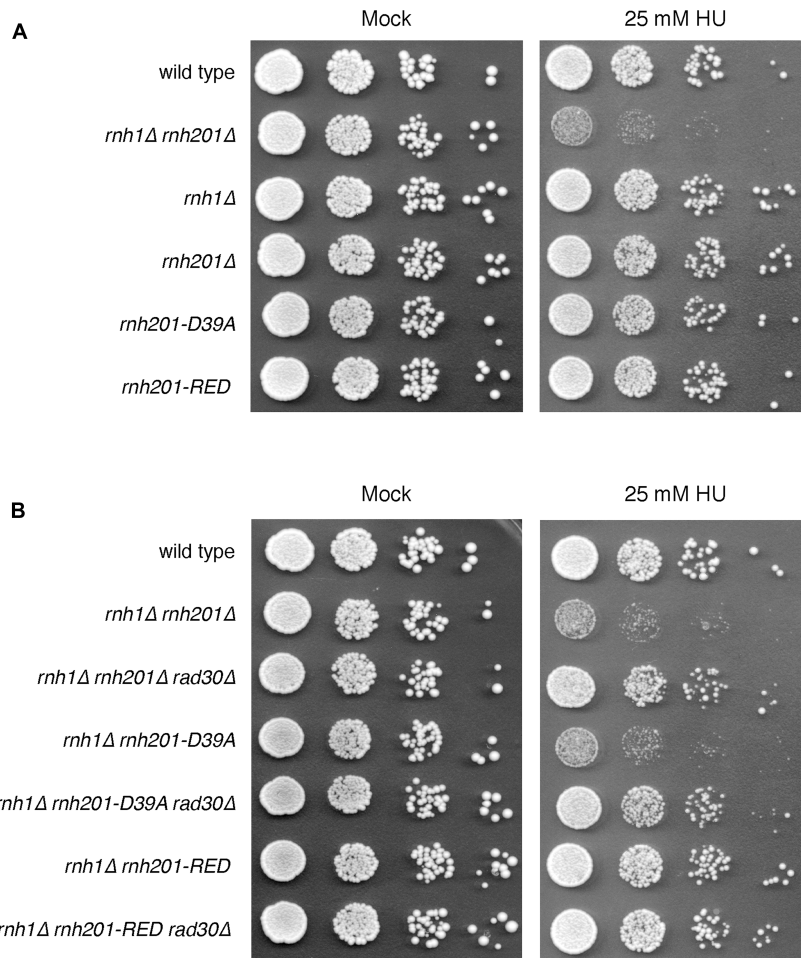 A
Mock
25 mM HU
wild type
rnh1Δ rnh201Δ
rnh1Δ
rnh201Δ
rnh201-D39A
rnh201-RED
B
Mock
25 mM HU
wild type
rnh1Δ rnh201Δ
rnh1Δ rnh201Δ rad30Δ
rnh1Δ rnh201-D39A
rnh1Δ rnh201-D39A rad30Δ
rnh1Δ rnh201-RED
rnh1Δ rnh201-RED rad30Δ